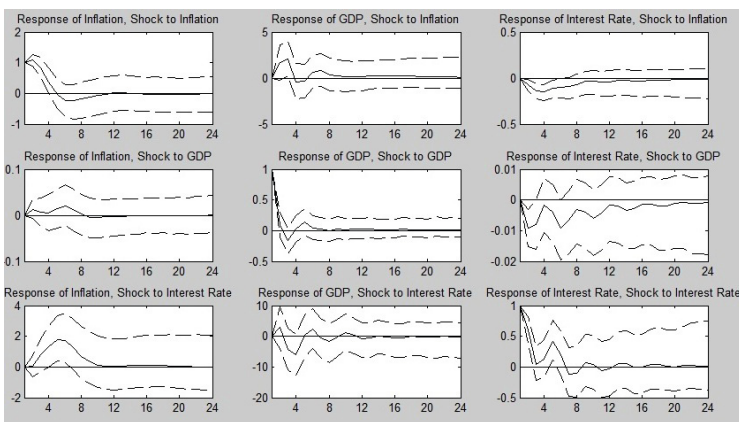 Response of Inflation, Shock to Inflation
2
1
0
-1
4 8 12 16 20 24
Response of GDP, Shock to Inflation
5
0
-5
4 8 12 16 20 24
Response of Interest Rate, Shock to Inflation
0.5
0
-0.5
4 8 12 16 20 24
Response of Inflation, Shock to GDP
0.1
0
-0.1
4 8 12 16 20 24
Response of GDP, Shock to GDP
1
0.5
0
-0.5
4 8 12 16 20 24
Response of Interest Rate, Shock to GDP
0.01
0
-0.01
-0.02
4 8 12 16 20 24
Response of Inflation, Shock to Interest Rate
4
2
0
-2
4 8 12 16 20 24
Response of GDP, Shock to Interest Rate
10
0
-10
-20
4 8 12 16 20 24
Response of Interest Rate, Shock to Interest Rate
1
0.5
0
-0.5
4 8 12 16 20 24